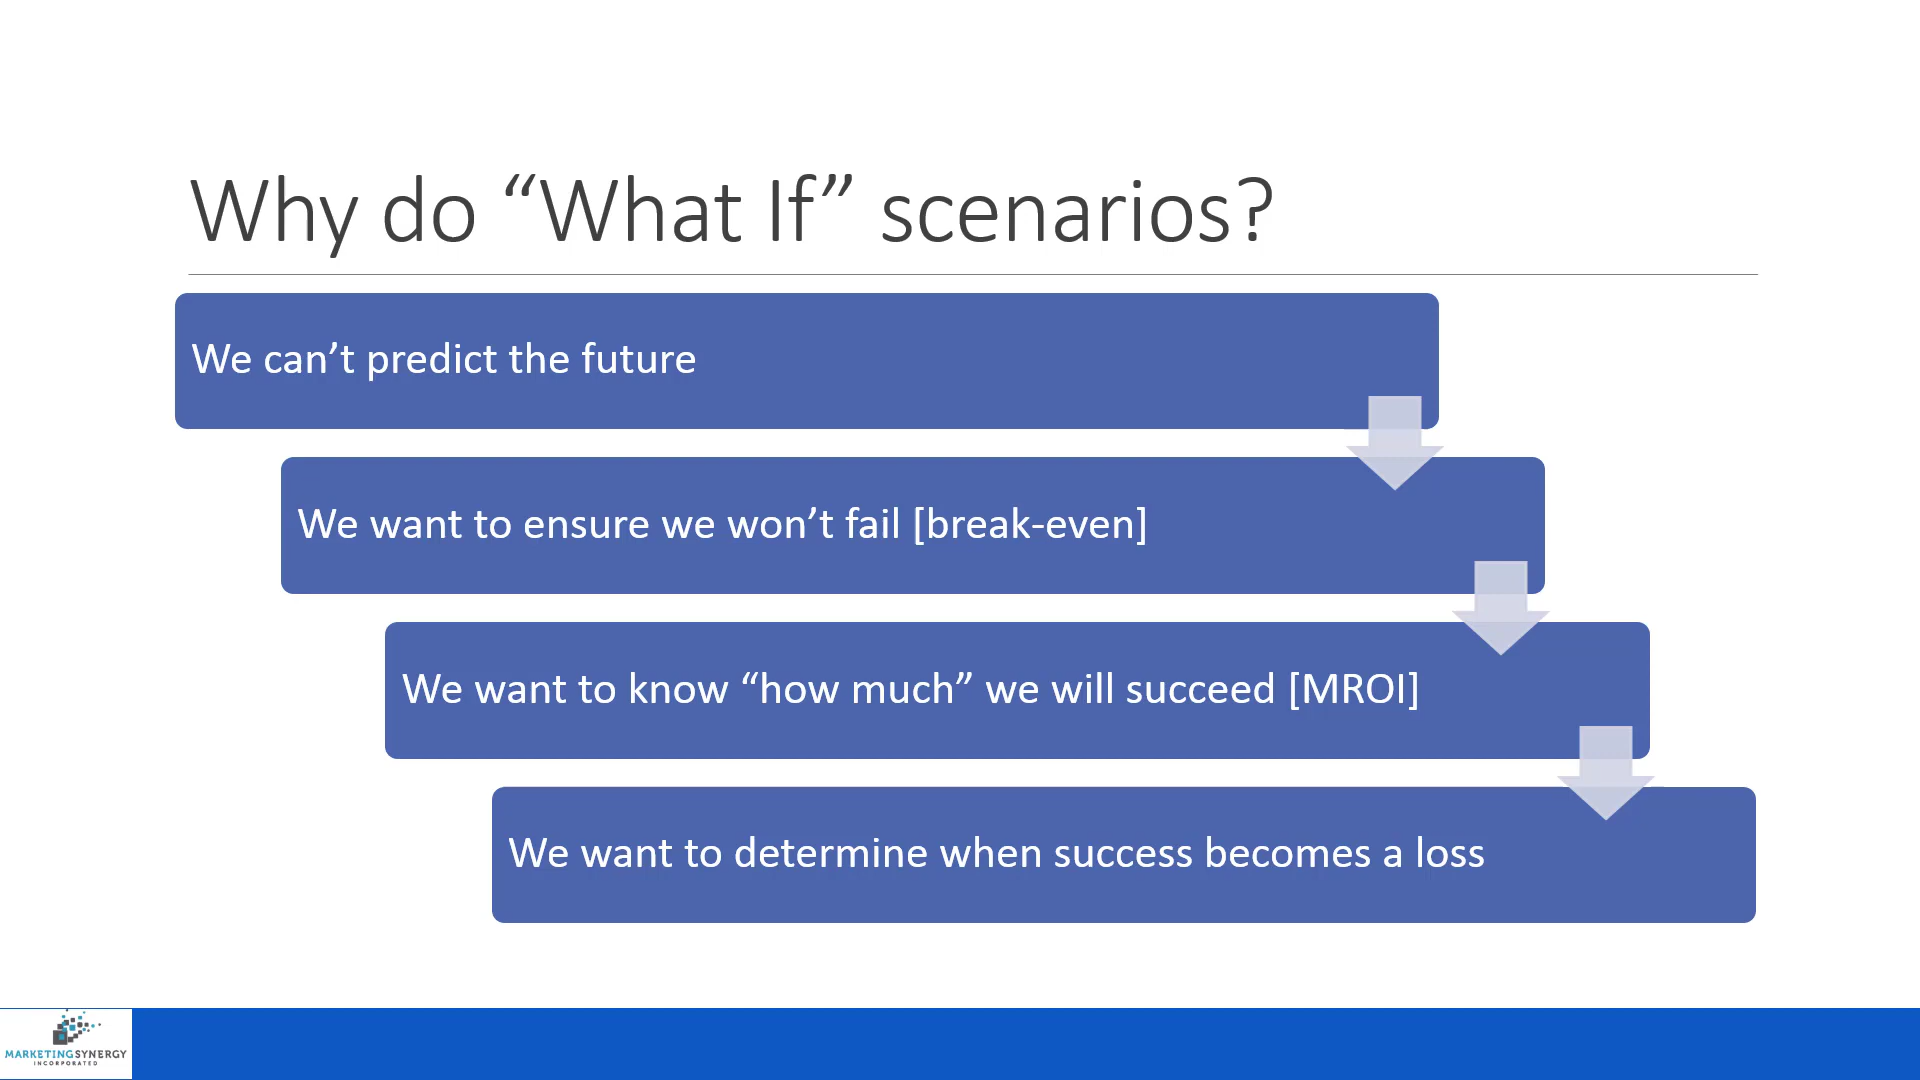 Why do “What If” scenarios?
We can’t predict the future
We want to ensure we won’t fail [break-even]
We want to know “how much” we will succeed [MROI]
We want to determine when success becomes a loss
MARKETINGSYNERGY
INCORPORATED